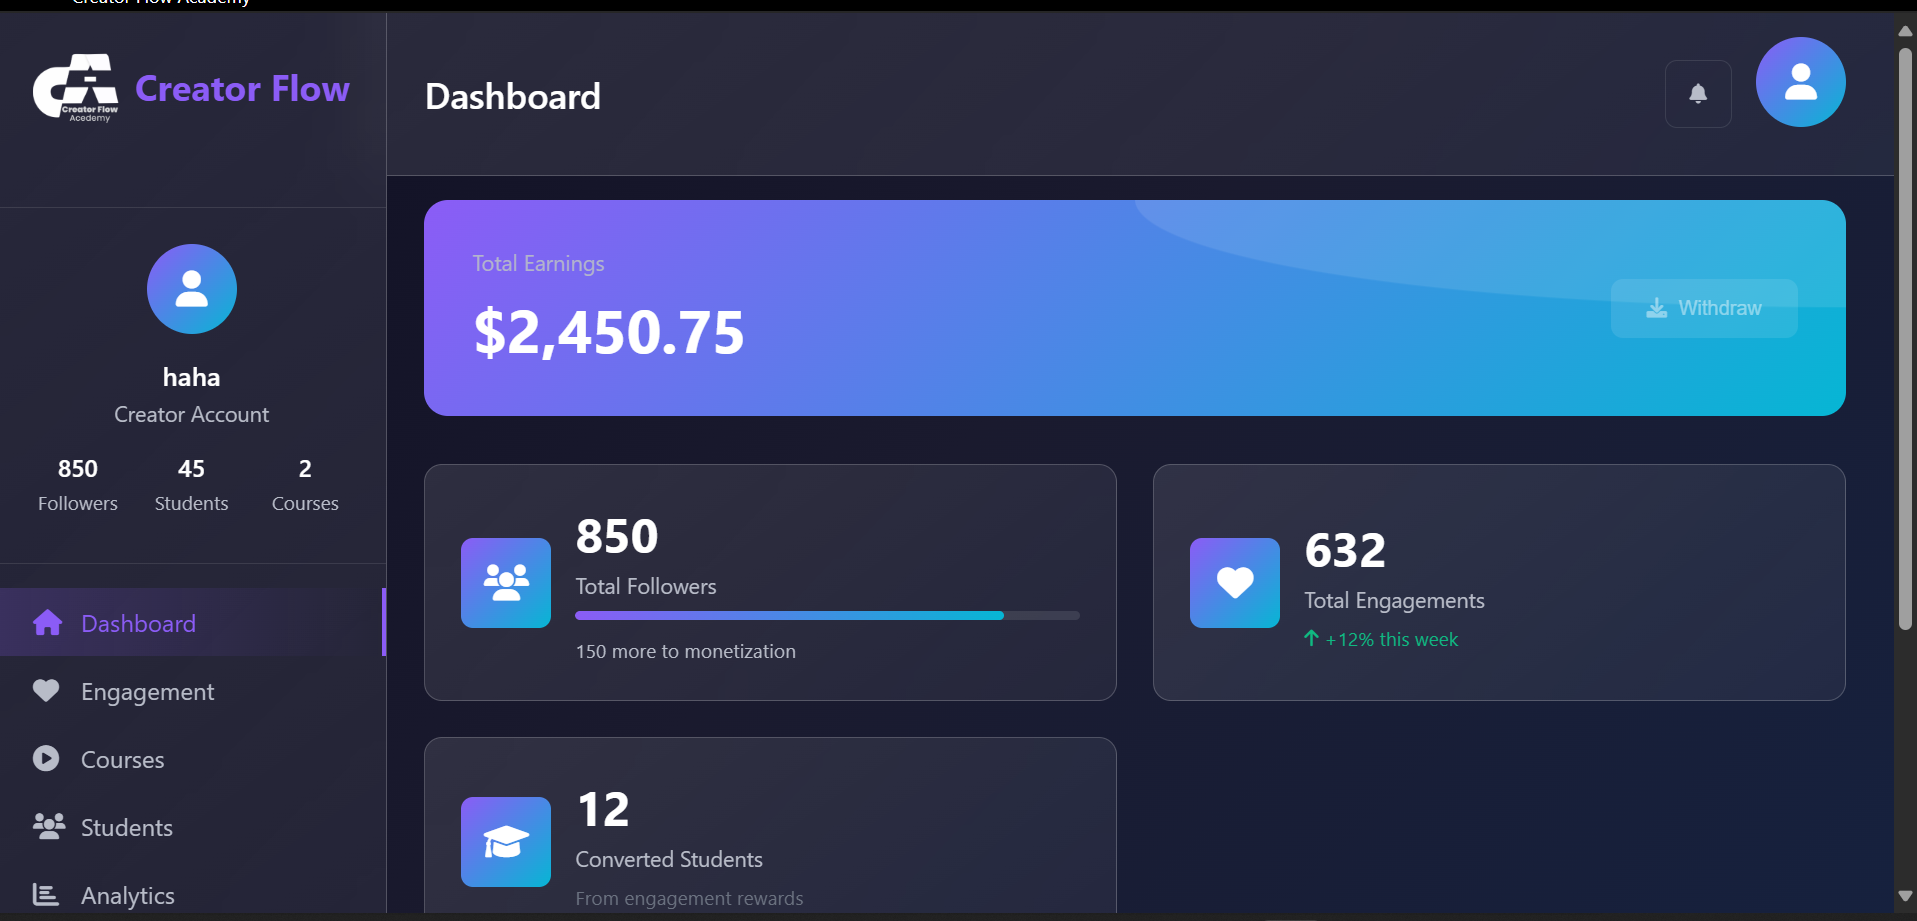 Creator Flow Academy
Creator Flow
Acedemy
Creator Flow
haha
Creator Account
850
Followers
45
Students
2
Courses
Dashboard
Engagement
Courses
Students
Analytics
Dashboard
Total Earnings
$2,450.75
Withdraw
850
Total Followers
150 more to monetization
632
Total Engagements
+12% this week
12
Converted Students
From engagement rewards